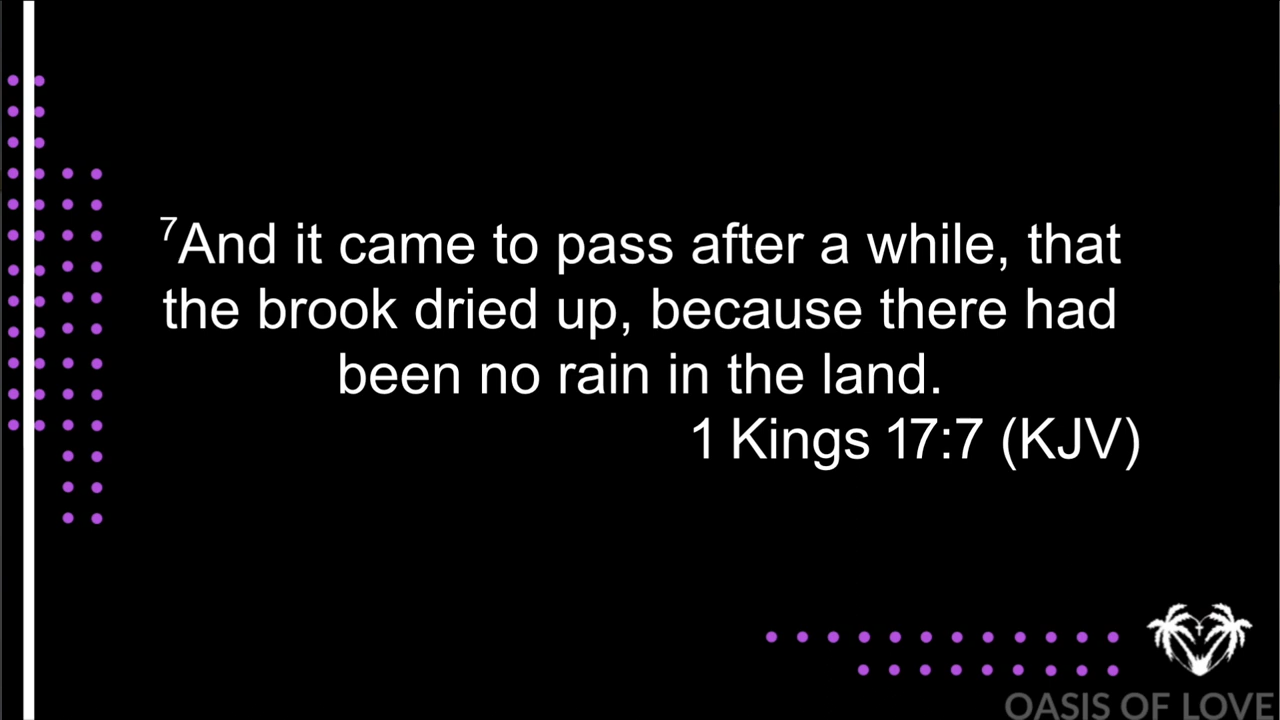 ⁷And it came to pass after a while, that
the brook dried up, because there had
been no rain in the land.
1 Kings 17:7 (KJV)
OASIS OF LOVE